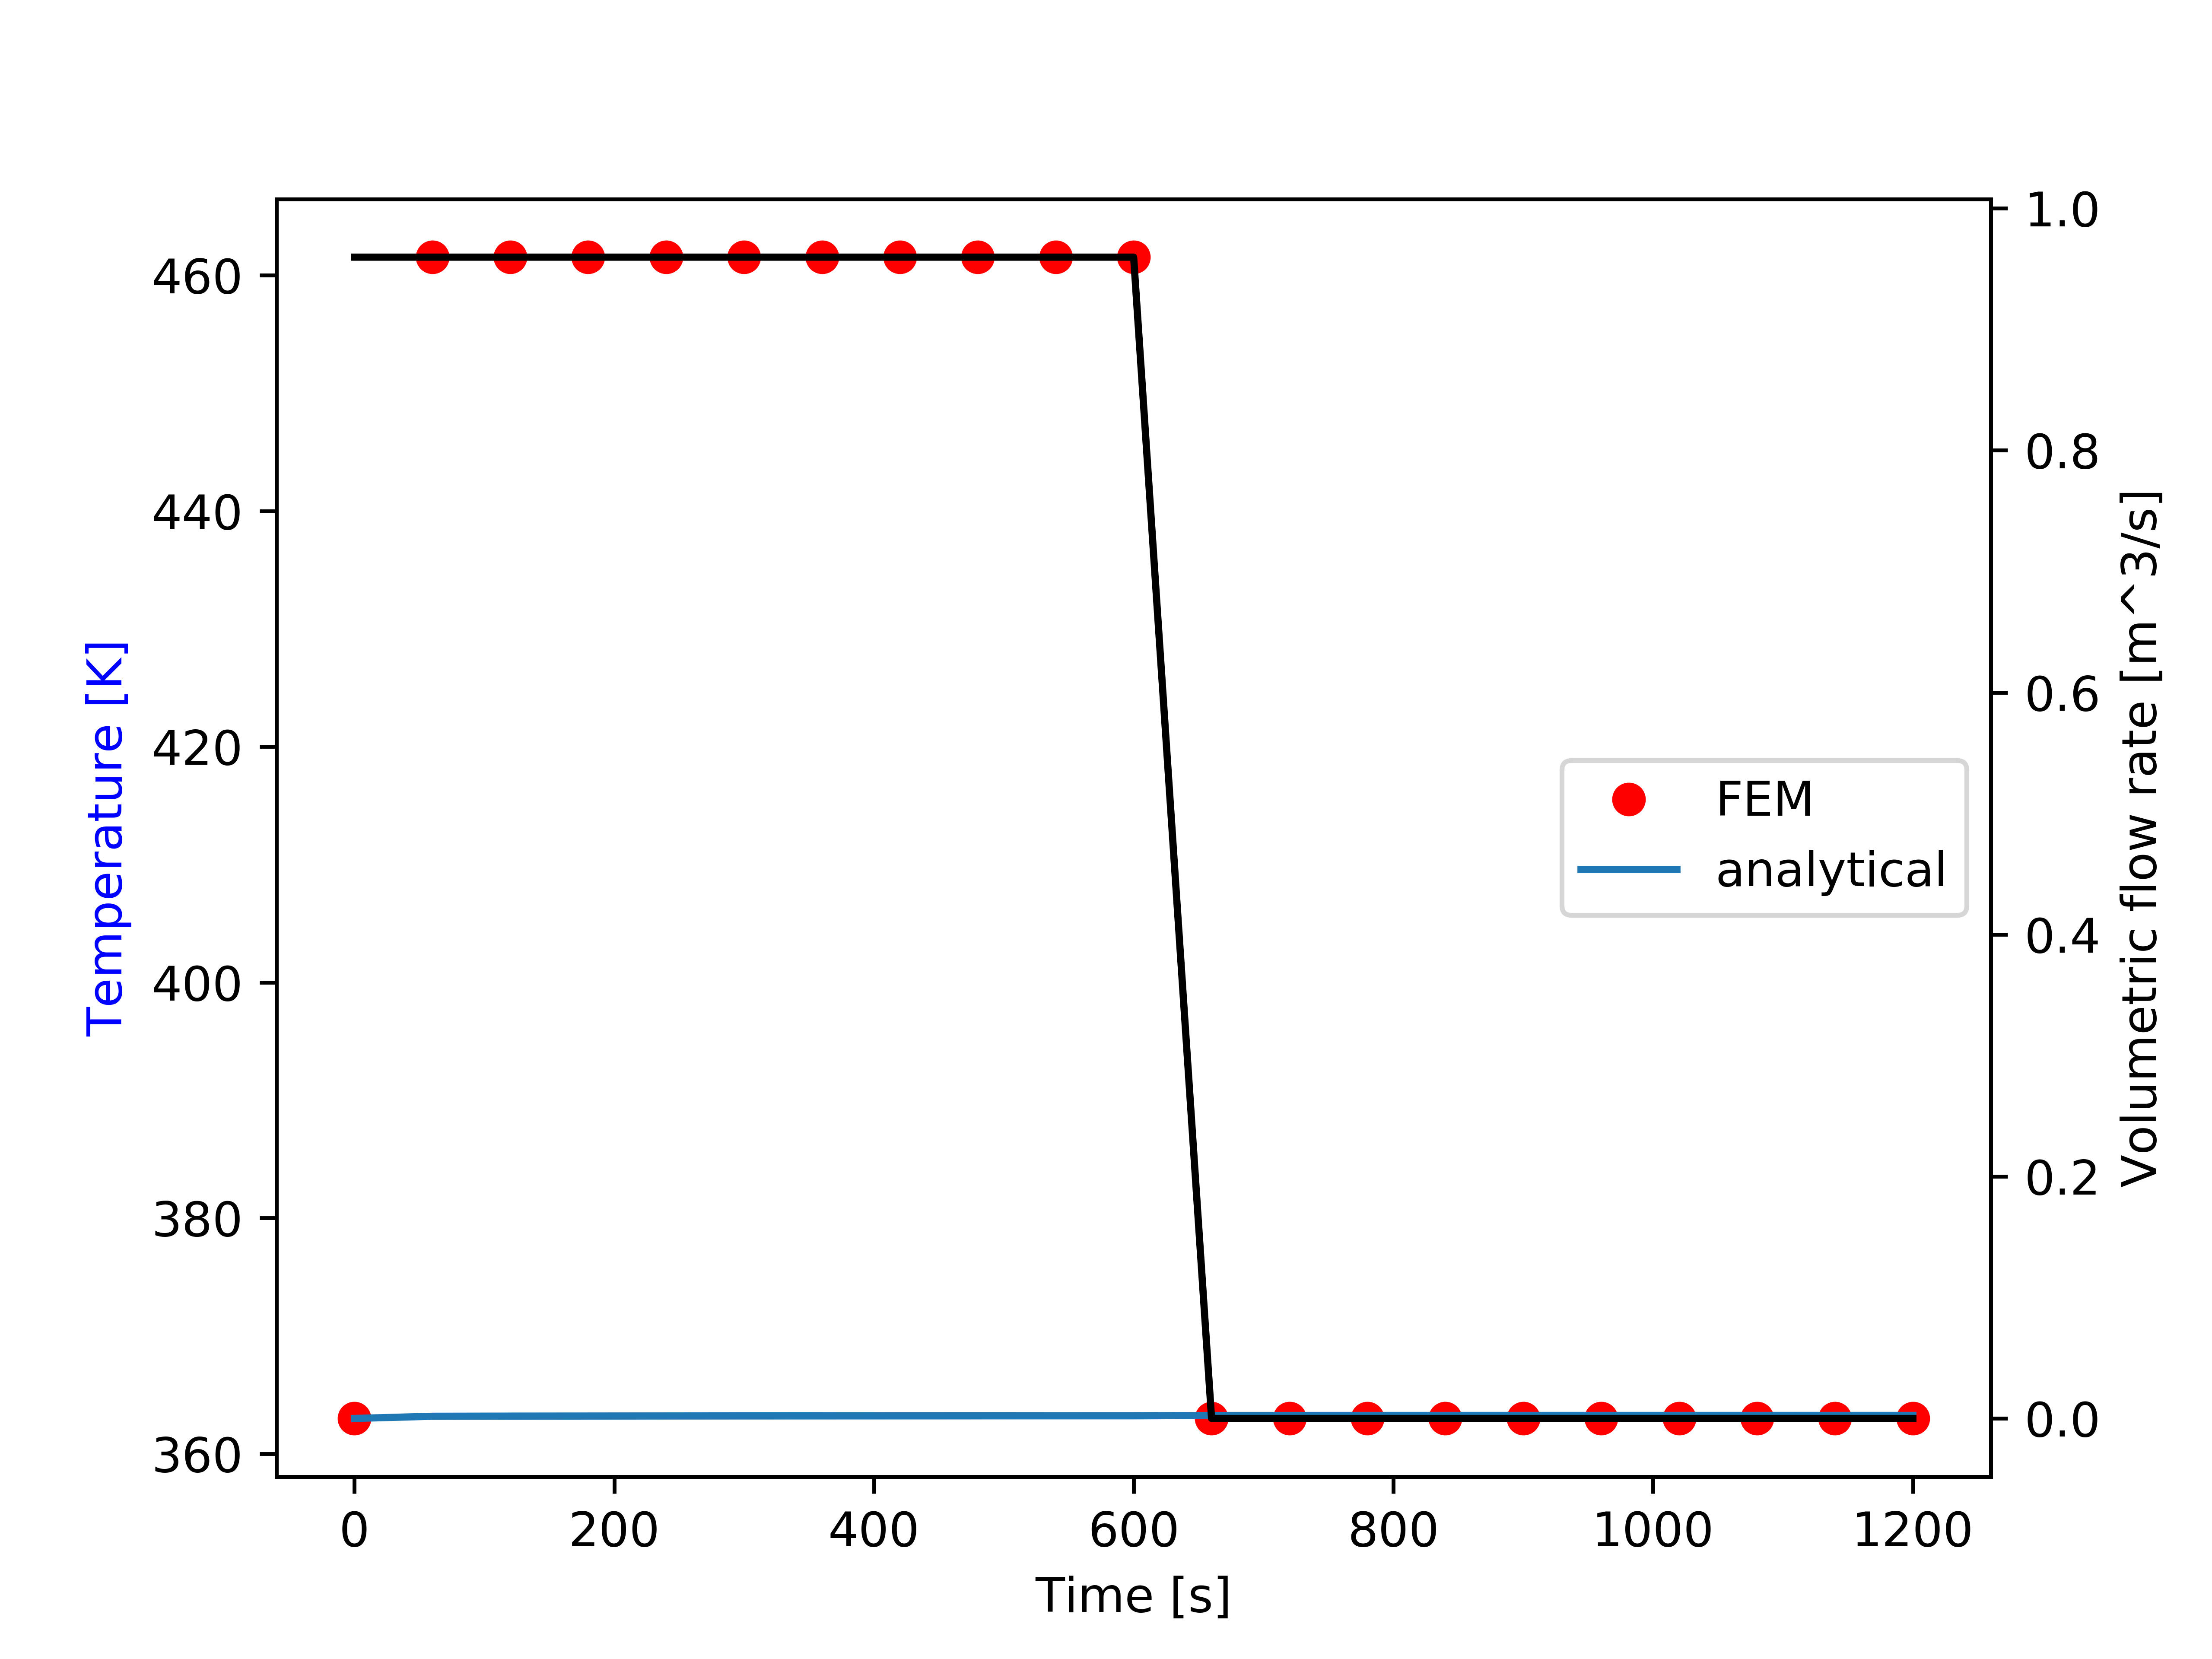 1.0
460
0.8
440
0.6
420
0.4
400
0.2
380
0.0
360
Temperature [K]
Volumetric flow rate [m^3/s]
FEM
analytical
0 200 400 600 800 1000 1200
Time [s]